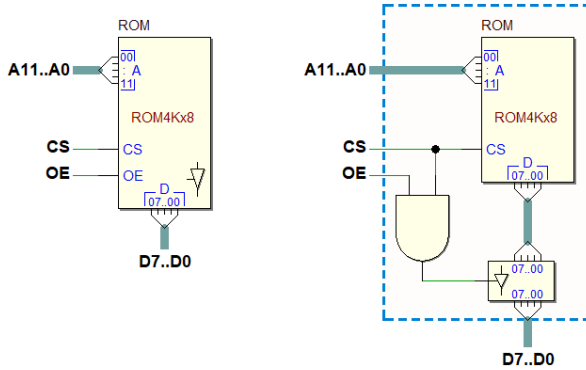 ROM
A11..A0
00
: A
11
ROM4Kx8
CS
CS
OE
OE
D
07..00
D7..D0
ROM
A11..A0
00
: A
11
ROM4Kx8
CS
CS
OE
D
07..00
07..00
07..00
D7..D0